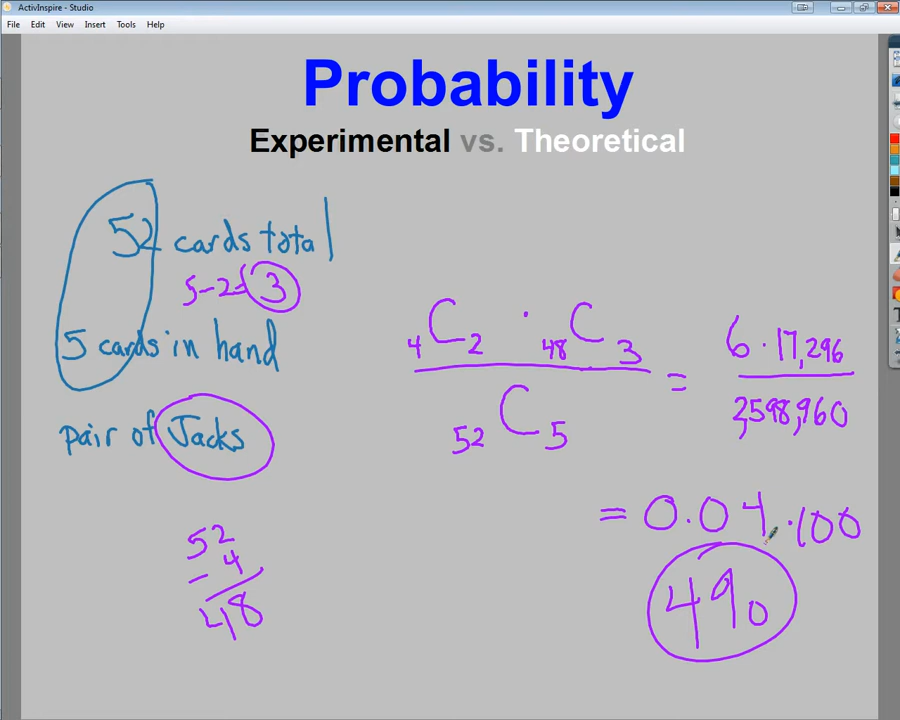 ActivInspire - Studio
File Edit View Insert Tools Help
Probability
Experimental vs. Theoretical
52 cards total
5-2=3
5 cards in hand
pair of Jacks
52
- 4
48
4C2 · 48C3
52C5
=
6 · 17,296
2,598,960
= 0.04 · 100
4%